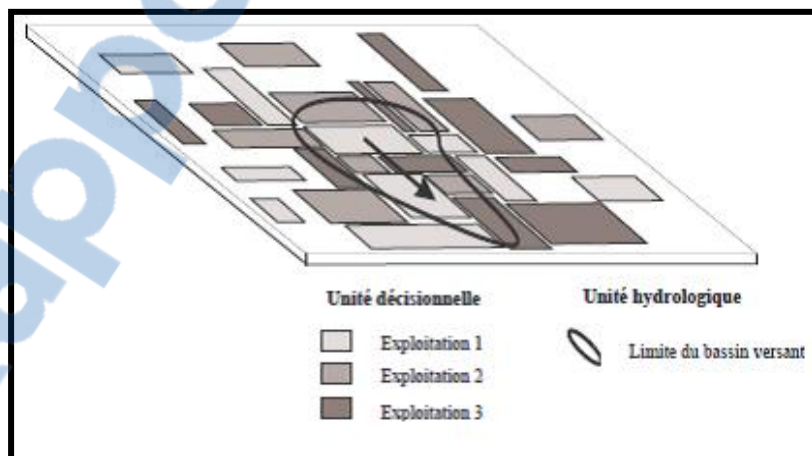 Unité décisionnelle
Exploitation 1
Exploitation 2
Exploitation 3
Unité hydrologique
Limite du bassin versant